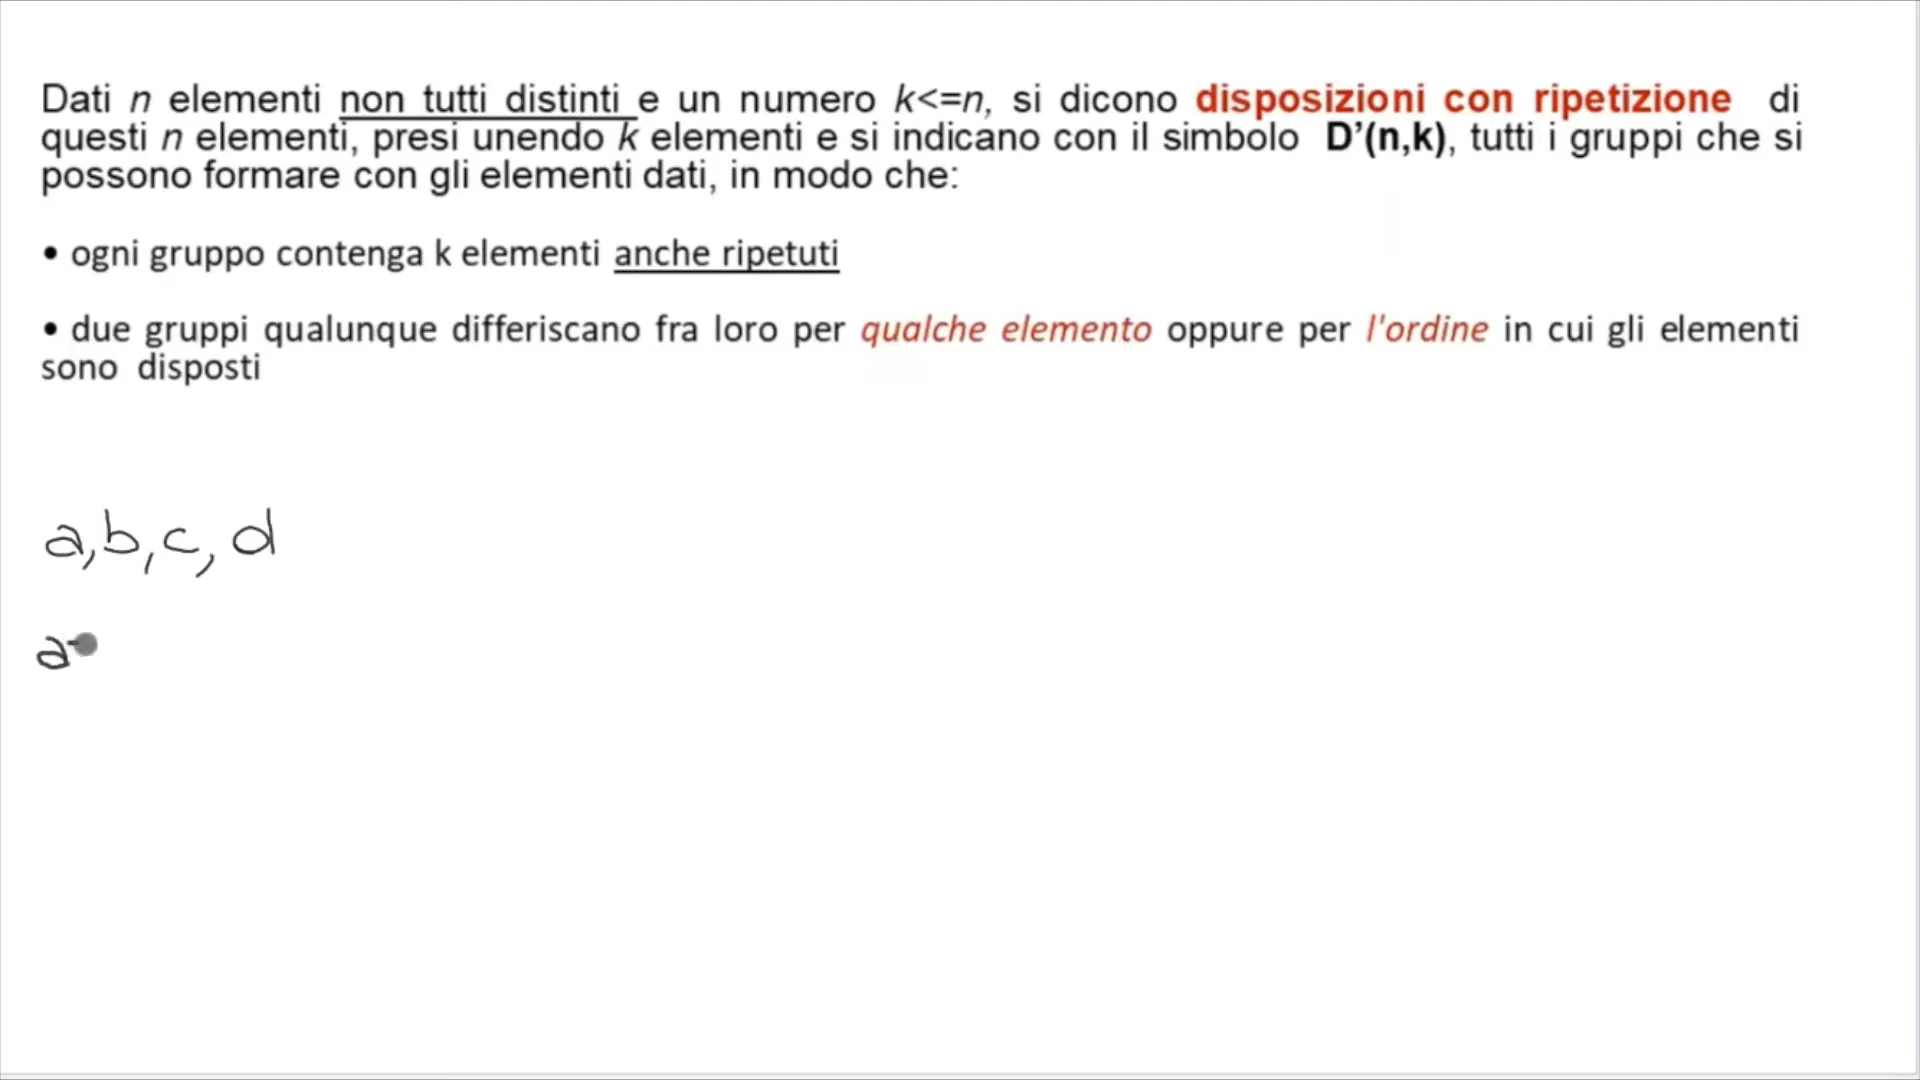 Dati n elementi non tutti distinti e un numero k<=n, si dicono disposizioni con ripetizione di
questi n elementi, presi unendo k elementi e si indicano con il simbolo D’(n,k), tutti i gruppi che si
possono formare con gli elementi dati, in modo che:
• ogni gruppo contenga k elementi anche ripetuti
• due gruppi qualunque differiscano fra loro per qualche elemento oppure per l'ordine in cui gli elementi
sono disposti
a,b,c,d
a